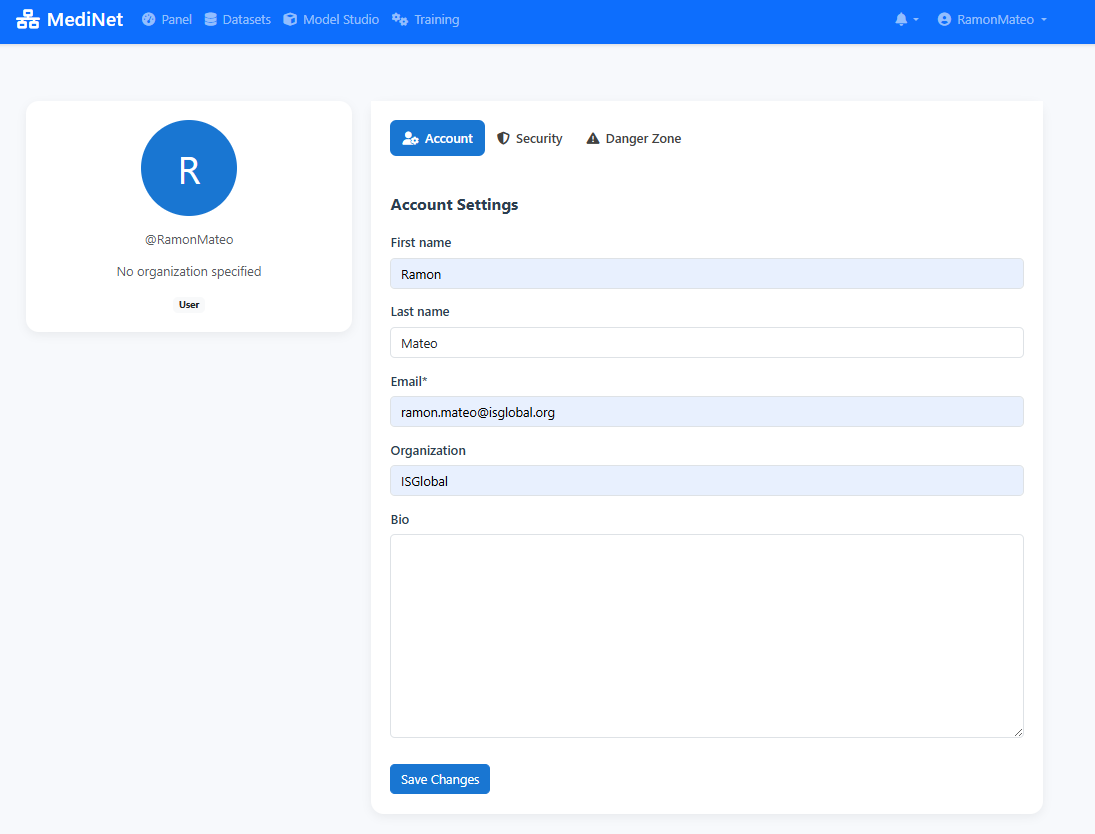 MediNet Panel Datasets Model Studio Training RamonMateo
R
@RamonMateo
No organization specified
User
Account Security Danger Zone
Account Settings
First name
Ramon
Last name
Mateo
Email*
ramon.mateo@isglobal.org
Organization
ISGlobal
Bio
Save Changes